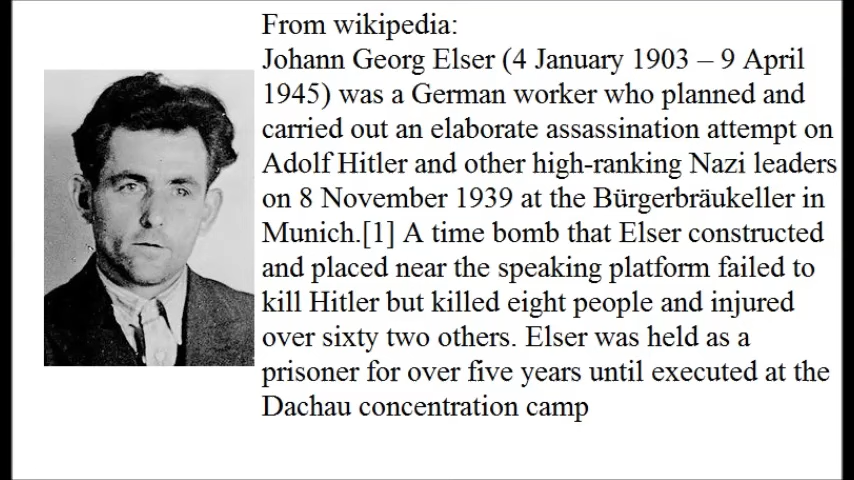 From wikipedia:
Johann Georg Elser (4 January 1903 – 9 April
1945) was a German worker who planned and
carried out an elaborate assassination attempt on
Adolf Hitler and other high-ranking Nazi leaders
on 8 November 1939 at the Bürgerbräukeller in
Munich.[1] A time bomb that Elser constructed
and placed near the speaking platform failed to
kill Hitler but killed eight people and injured
over sixty two others. Elser was held as a
prisoner for over five years until executed at the
Dachau concentration camp